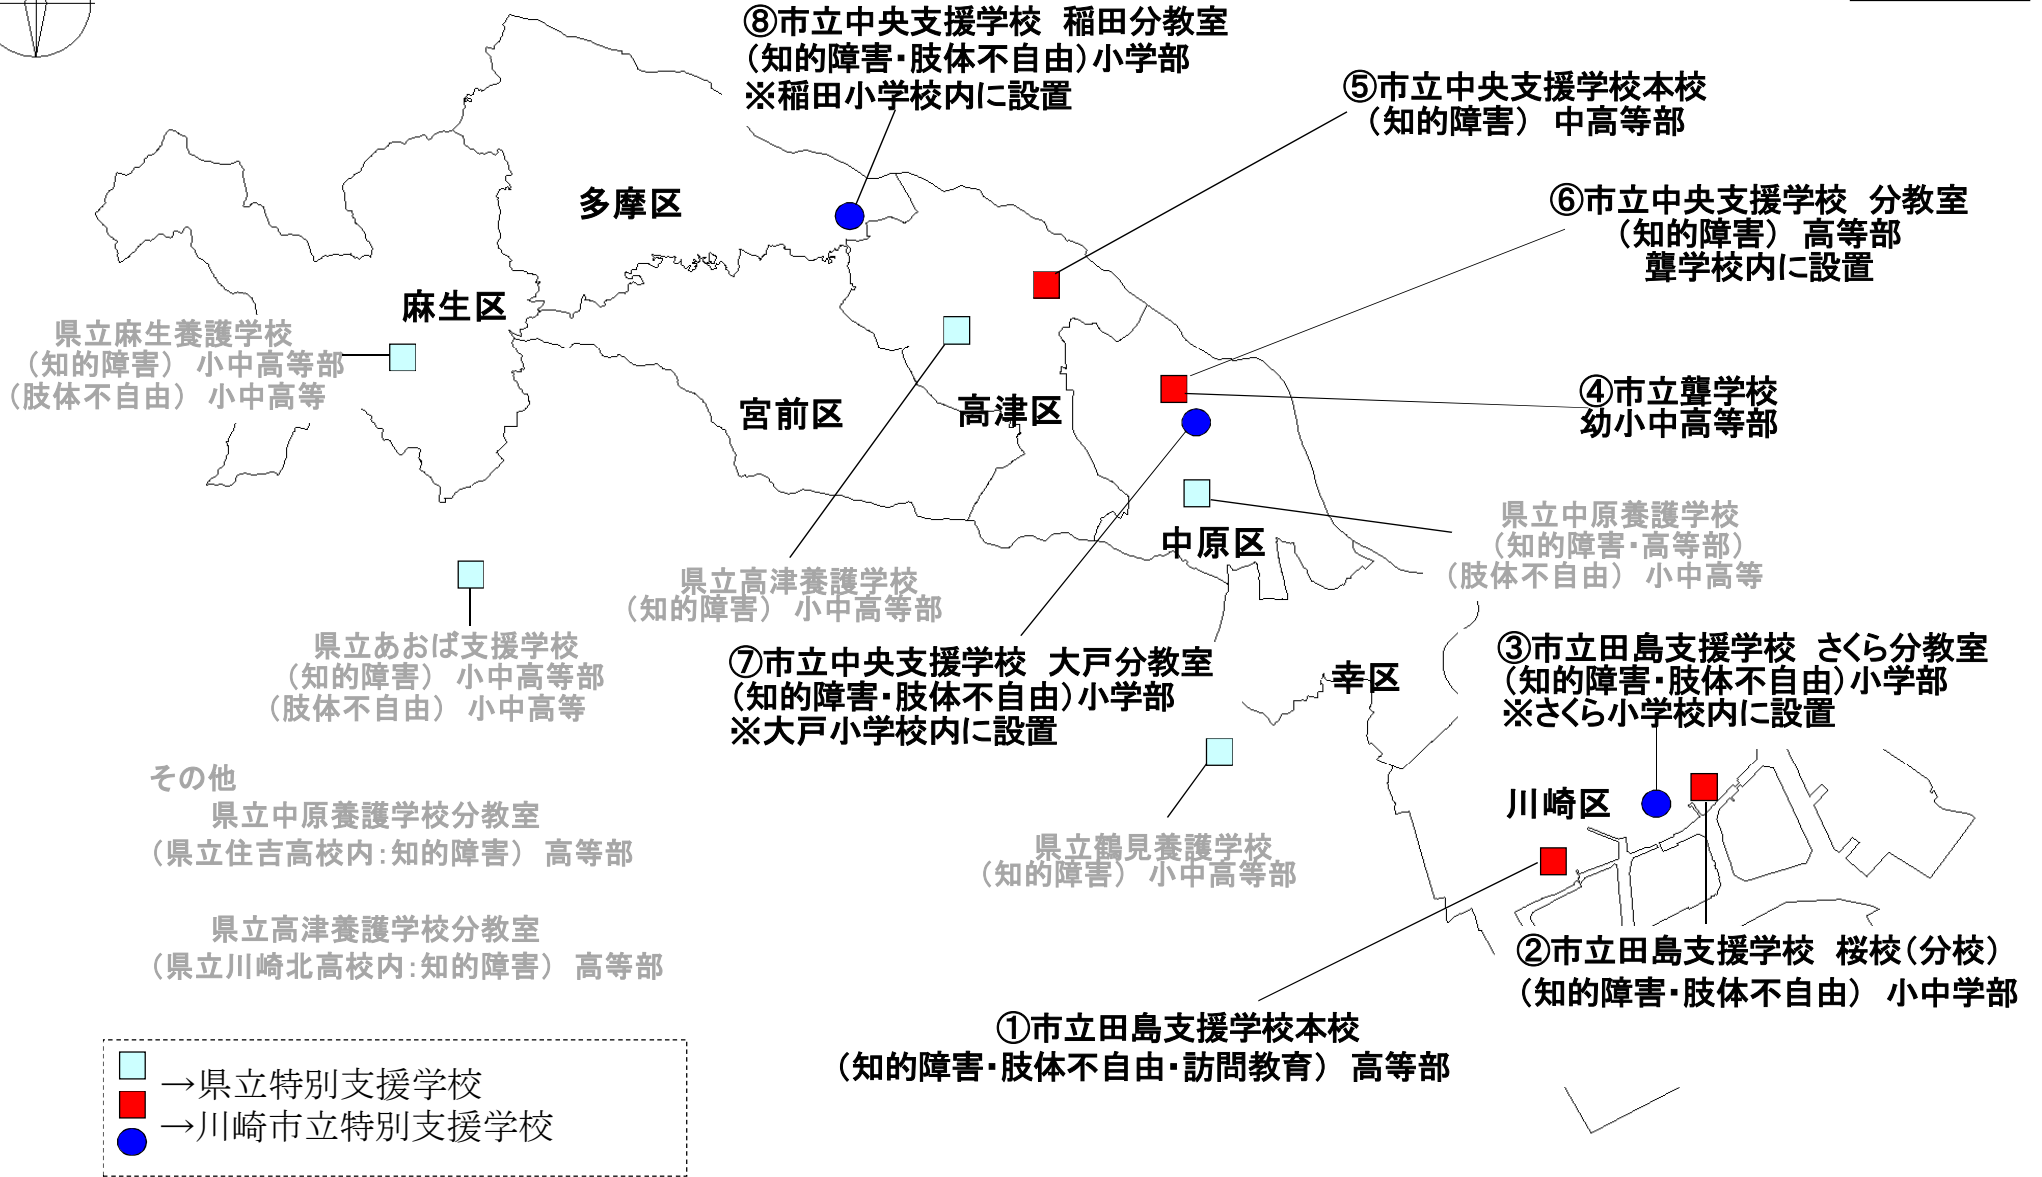 ⑧市立中央支援学校　稲田分教室
（知的障害・肢体不自由）小学部
※稲田小学校内に設置
⑤市立中央支援学校本校
（知的障害） 中高等部
⑥市立中央支援学校　分教室
（知的障害） 高等部
聾学校内に設置
多摩区
麻生区
県立麻生養護学校
（知的障害） 小中高等部
（肢体不自由） 小中高等
宮前区
高津区
④市立聾学校
幼小中高等部
中原区
県立中原養護学校
（知的障害・高等部）
（肢体不自由） 小中高等
県立高津養護学校
（知的障害） 小中高等部
県立あおば支援学校
（知的障害） 小中高等部
（肢体不自由） 小中高等
⑦市立中央支援学校　大戸分教室
（知的障害・肢体不自由）小学部
※大戸小学校内に設置
幸区
③市立田島支援学校　さくら分教室
（知的障害・肢体不自由）小学部
※さくら小学校内に設置
川崎区
その他
県立中原養護学校分教室
（県立住吉高校内：知的障害） 高等部
県立高津養護学校分教室
（県立川崎北高校内：知的障害） 高等部
県立鶴見養護学校
（知的障害） 小中高等部
②市立田島支援学校　桜校（分校）
（知的障害・肢体不自由） 小中学部
①市立田島支援学校本校
（知的障害・肢体不自由・訪問教育） 高等部
→県立特別支援学校
→川崎市立特別支援学校